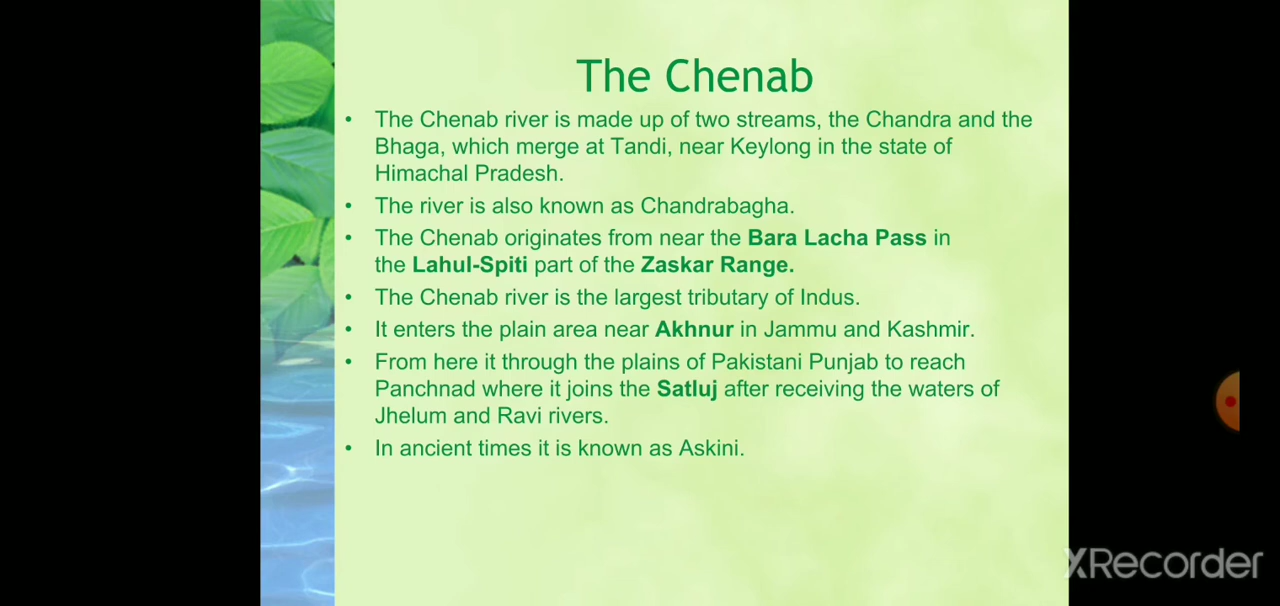 The Chenab
• The Chenab river is made up of two streams, the Chandra and the
Bhaga, which merge at Tandi, near Keylong in the state of
Himachal Pradesh.
• The river is also known as Chandrabagha.
• The Chenab originates from near the Bara Lacha Pass in
the Lahul-Spiti part of the Zaskar Range.
• The Chenab river is the largest tributary of Indus.
• It enters the plain area near Akhnur in Jammu and Kashmir.
• From here it through the plains of Pakistani Punjab to reach
Panchnad where it joins the Satluj after receiving the waters of
Jhelum and Ravi rivers.
• In ancient times it is known as Askini.
XRecorder